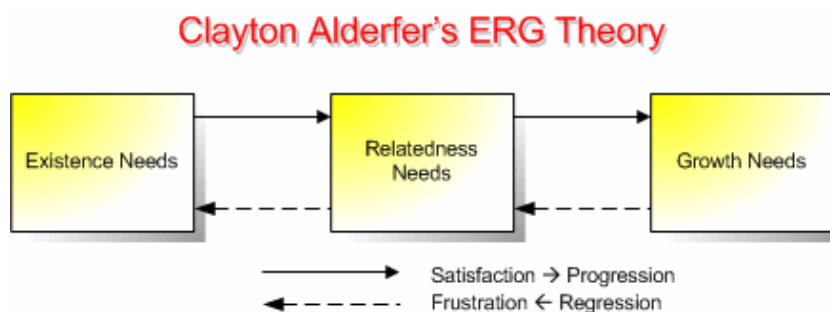 Clayton Alderfer's ERG Theory
Existence Needs
Relatedness
Needs
Growth Needs
Satisfaction → Progression
Frustration ← Regression